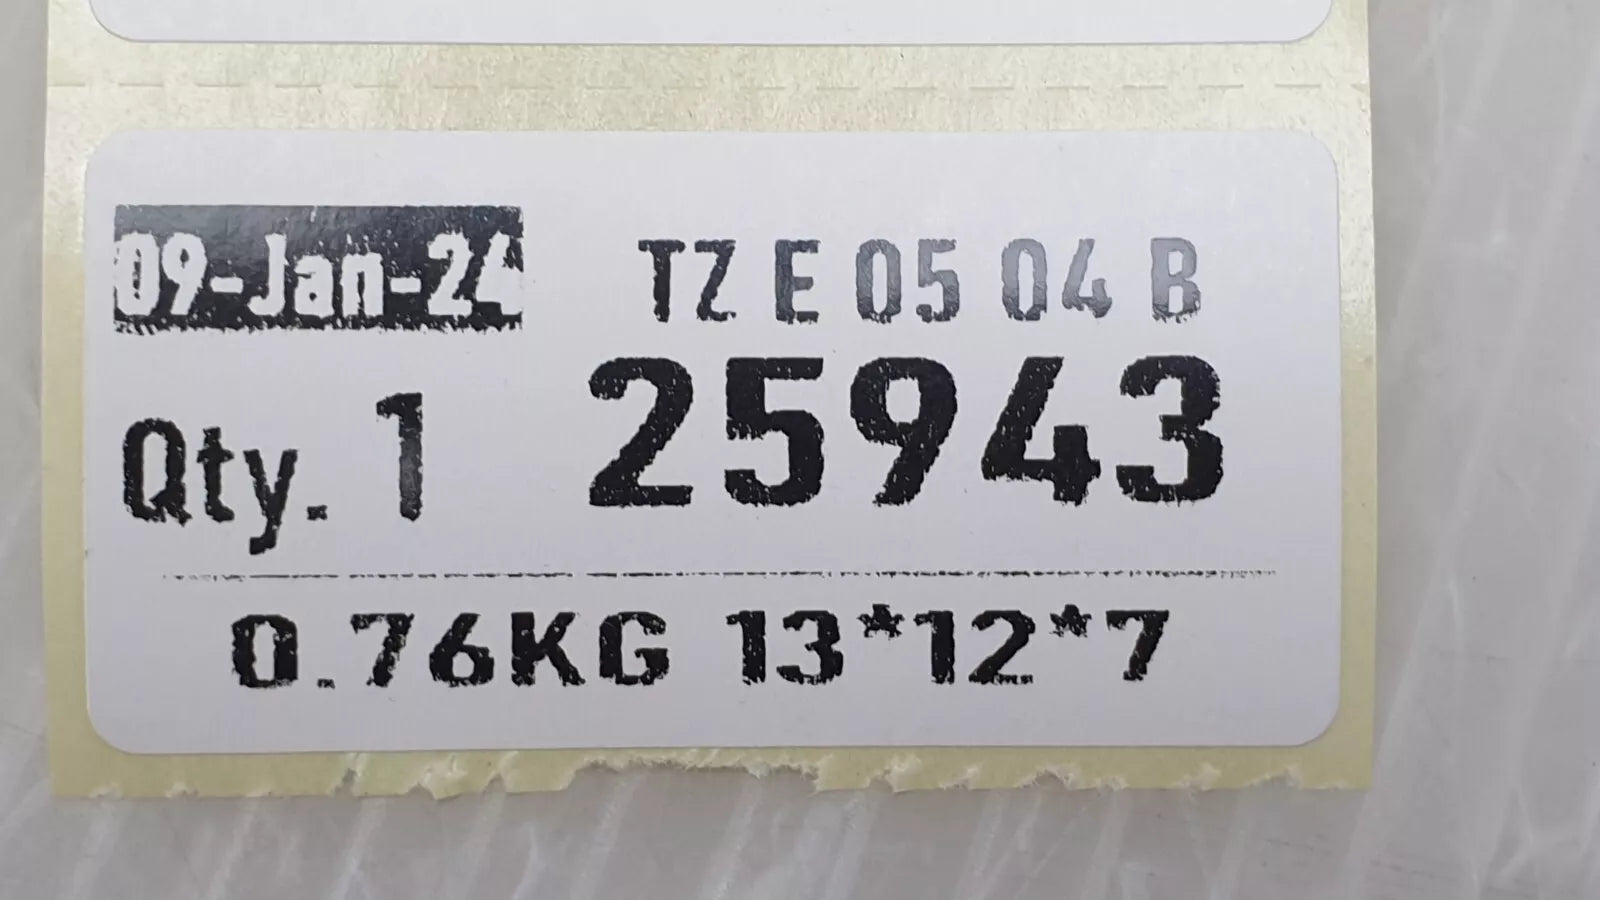 09-Jan-24 TZ E 05 04 B
Qty. 1 25943
0.76KG 13*12*7